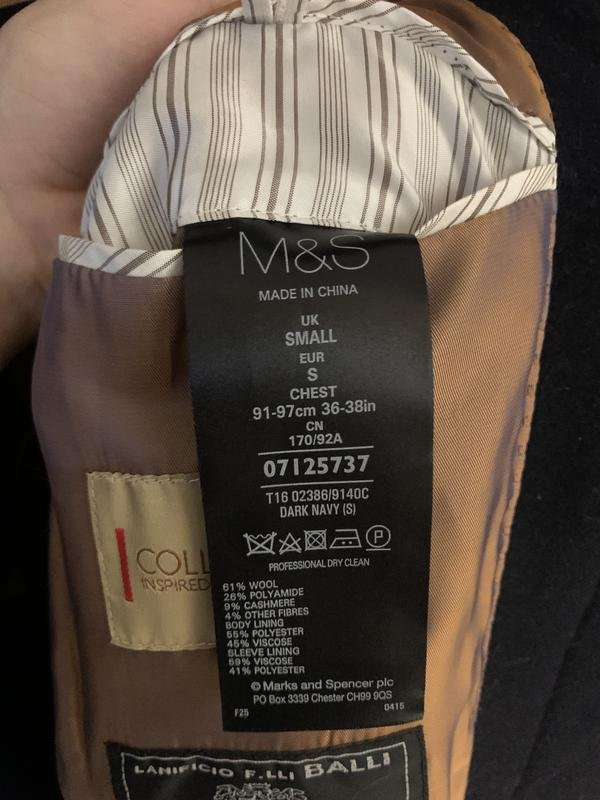 M&S
MADE IN CHINA
UK
SMALL
EUR
S
CHEST
91-97cm 36-38in
CN
170/92A
07125737
T16 02386/9140C
DARK NAVY (S)
P
PROFESSIONAL DRY CLEAN
61% WOOL
26% POLYAMIDE
9% CASHMERE
4% OTHER FIBRES
BODY LINING
55% POLYESTER
45% VISCOSE
SLEEVE LINING
59% VISCOSE
41% POLYESTER
© Marks and Spencer plc
PO Box 3339 Chester CH99 9QS
F25 0415
COLL
INSPIRED
LANIFICIO F.LLI BALLI